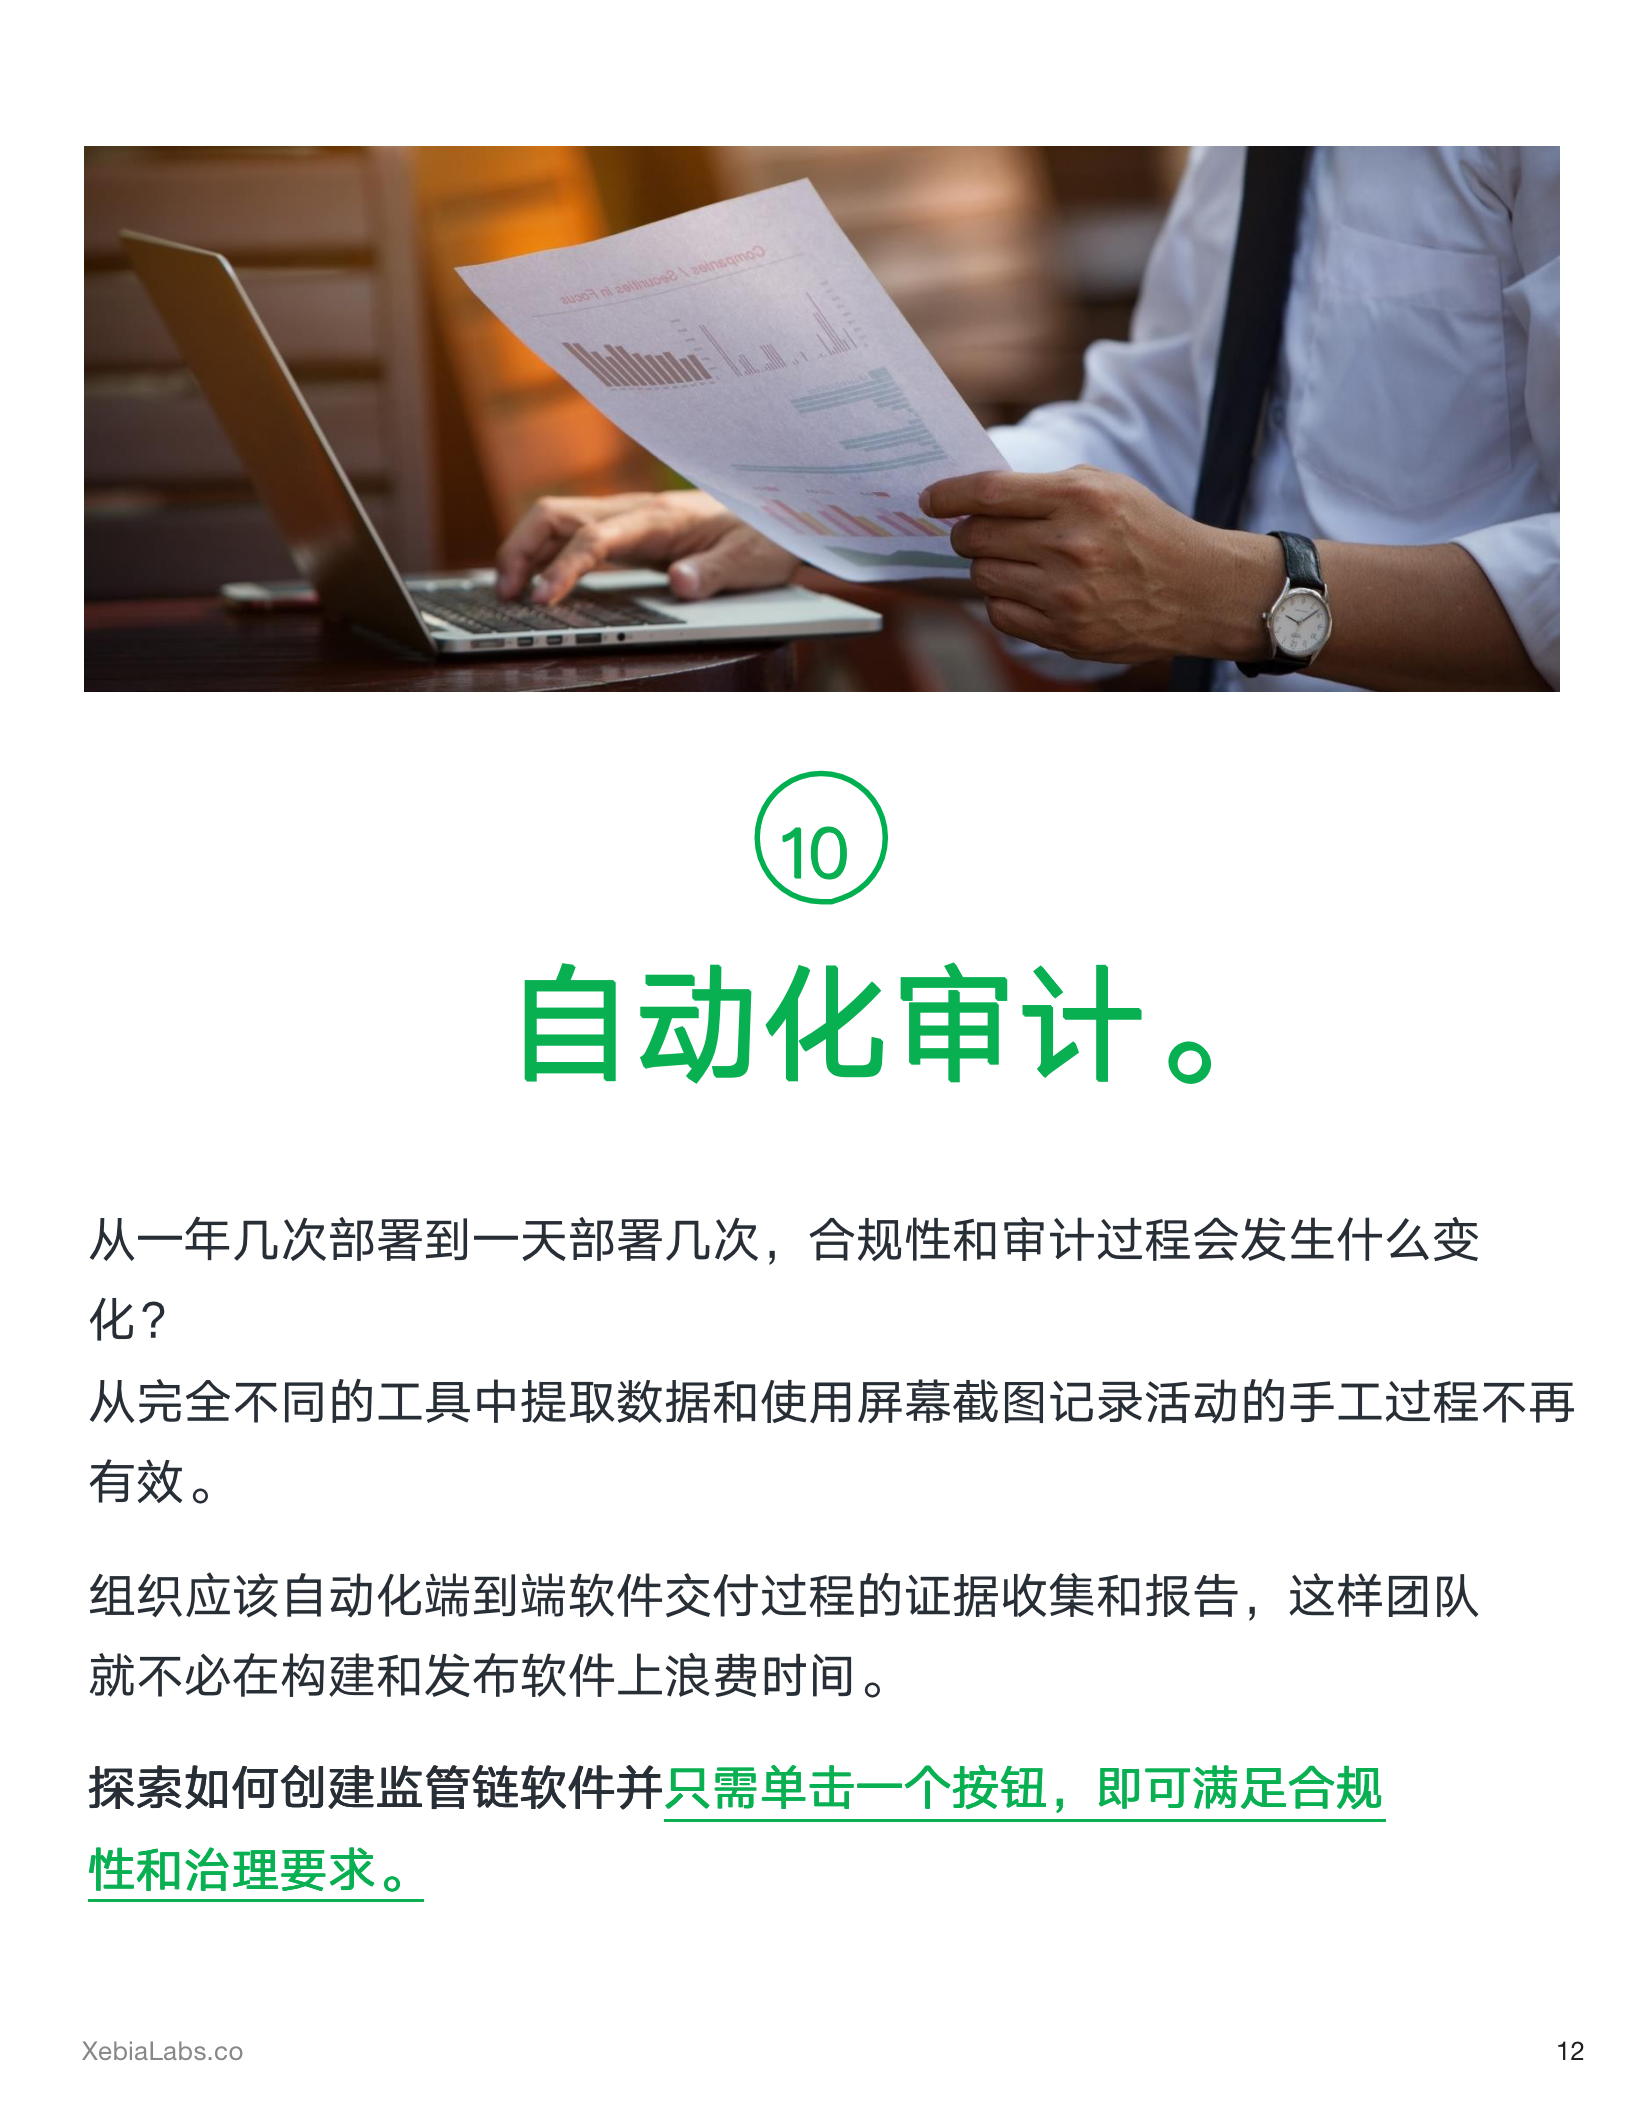 Companies / Securities in Focus
10
自动化审计。
从一年几次部署到一天部署几次，合规性和审计过程会发生什么变
化？
从完全不同的工具中提取数据和使用屏幕截图记录活动的手工过程不再
有效。
组织应该自动化端到端软件交付过程的证据收集和报告，这样团队
就不必在构建和发布软件上浪费时间。
探索如何创建监管链软件并只需单击一个按钮，即可满足合规
性和治理要求。
XebiaLabs.co
12